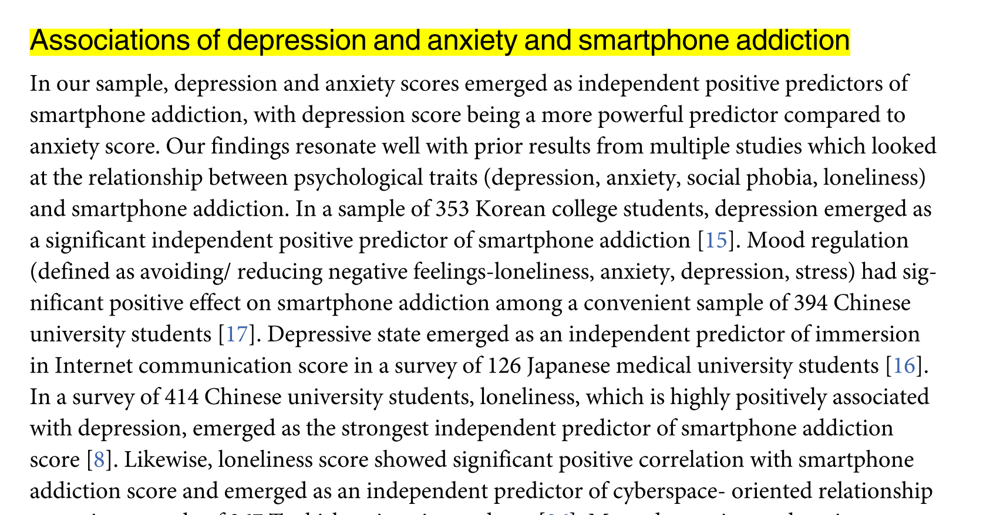 Associations of depression and anxiety and smartphone addiction
In our sample, depression and anxiety scores emerged as independent positive predictors of
smartphone addiction, with depression score being a more powerful predictor compared to
anxiety score. Our findings resonate well with prior results from multiple studies which looked
at the relationship between psychological traits (depression, anxiety, social phobia, loneliness)
and smartphone addiction. In a sample of 353 Korean college students, depression emerged as
a significant independent positive predictor of smartphone addiction [15]. Mood regulation
(defined as avoiding/ reducing negative feelings-loneliness, anxiety, depression, stress) had sig-
nificant positive effect on smartphone addiction among a convenient sample of 394 Chinese
university students [17]. Depressive state emerged as an independent predictor of immersion
in Internet communication score in a survey of 126 Japanese medical university students [16].
In a survey of 414 Chinese university students, loneliness, which is highly positively associated
with depression, emerged as the strongest independent predictor of smartphone addiction
score [8]. Likewise, loneliness score showed significant positive correlation with smartphone
addiction score and emerged as an independent predictor of cyberspace- oriented relationship